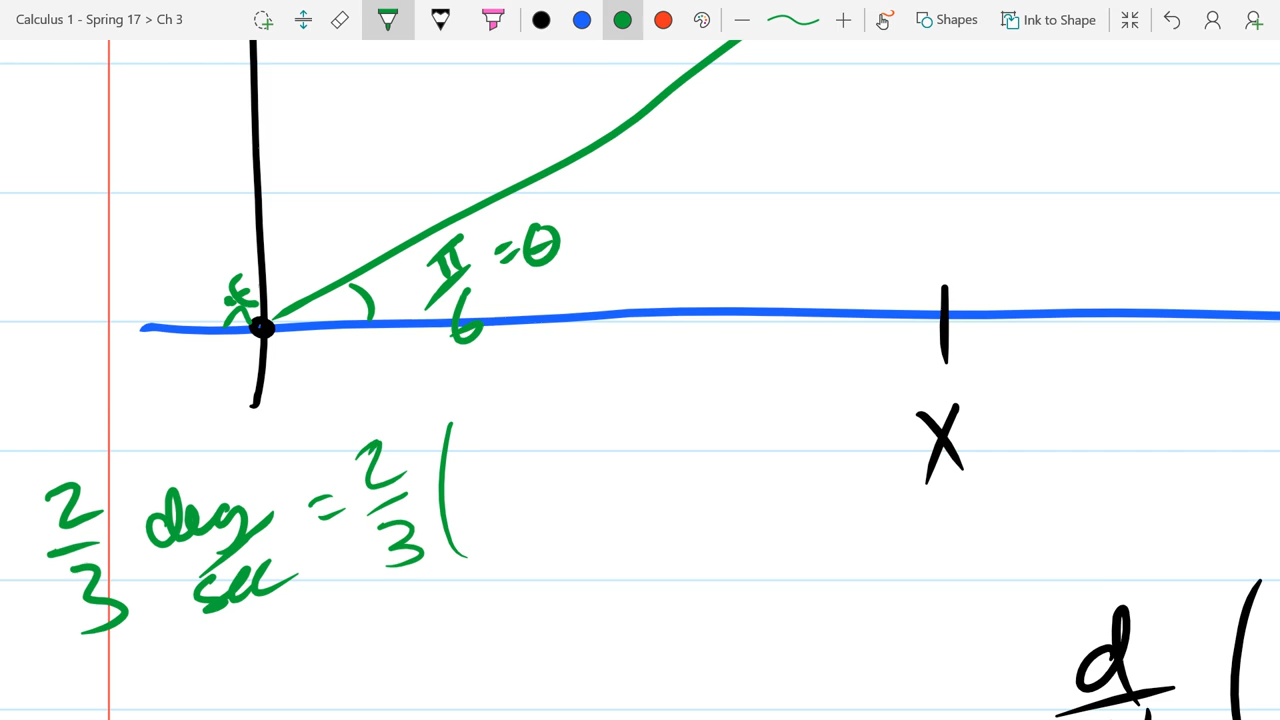 Calculus 1 - Spring 17 > Ch 3
Shapes
Ink to Shape
π/6 = θ
x
2/3 deg/sec = 2/3 (
d
(